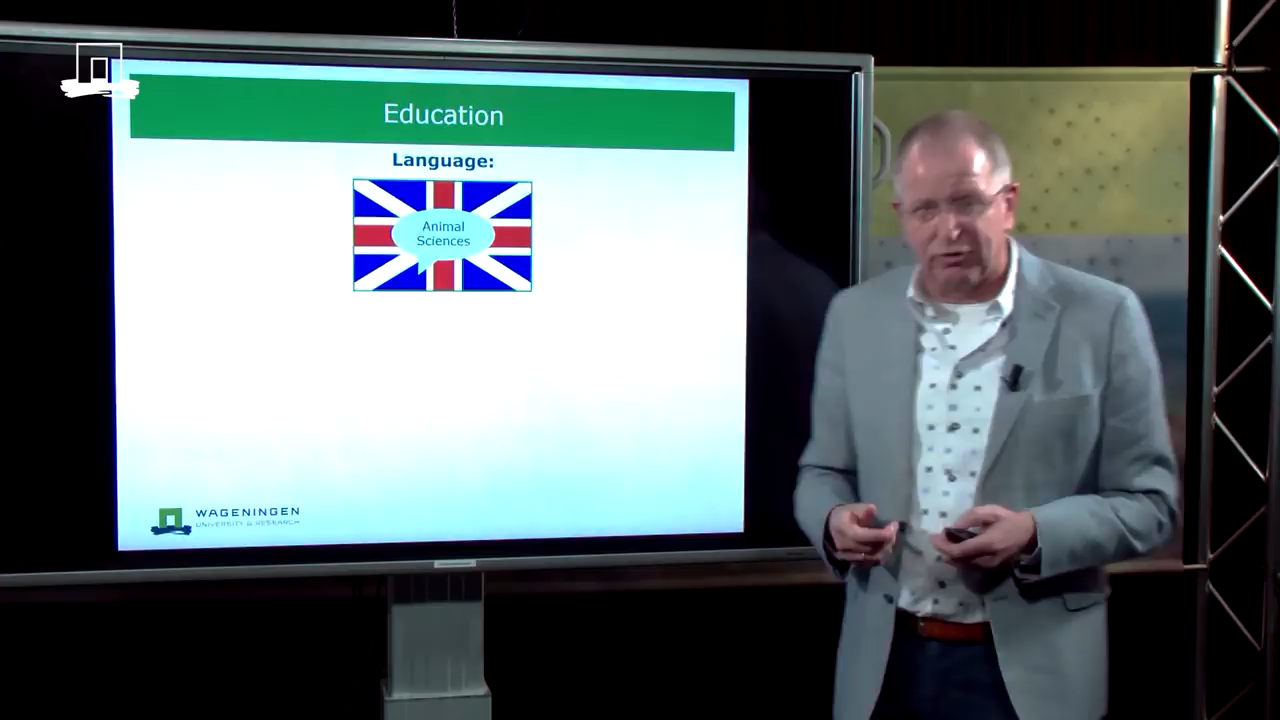 Education
Language:
Animal
Sciences
WAGENINGEN
UNIVERSITY & RESEARCH